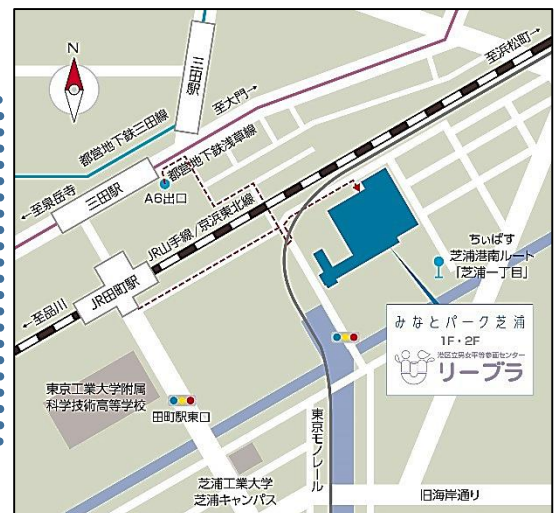 N
至浜松町→
三田駅
至大門→
都営地下鉄三田線
都営地下鉄浅草線
←至泉岳寺
三田駅
A6出口
JR山手線/京浜東北線
JR田町駅
←至品川
ちぃばす
芝浦港南ルート
「芝浦一丁目」
みなとパーク芝浦
1F・2F
港区立男女平等参画センター
リーブラ
東京工業大学附属
科学技術高等学校
田町駅東口
東京モノレール
芝浦工業大学
芝浦キャンパス
旧海岸通り